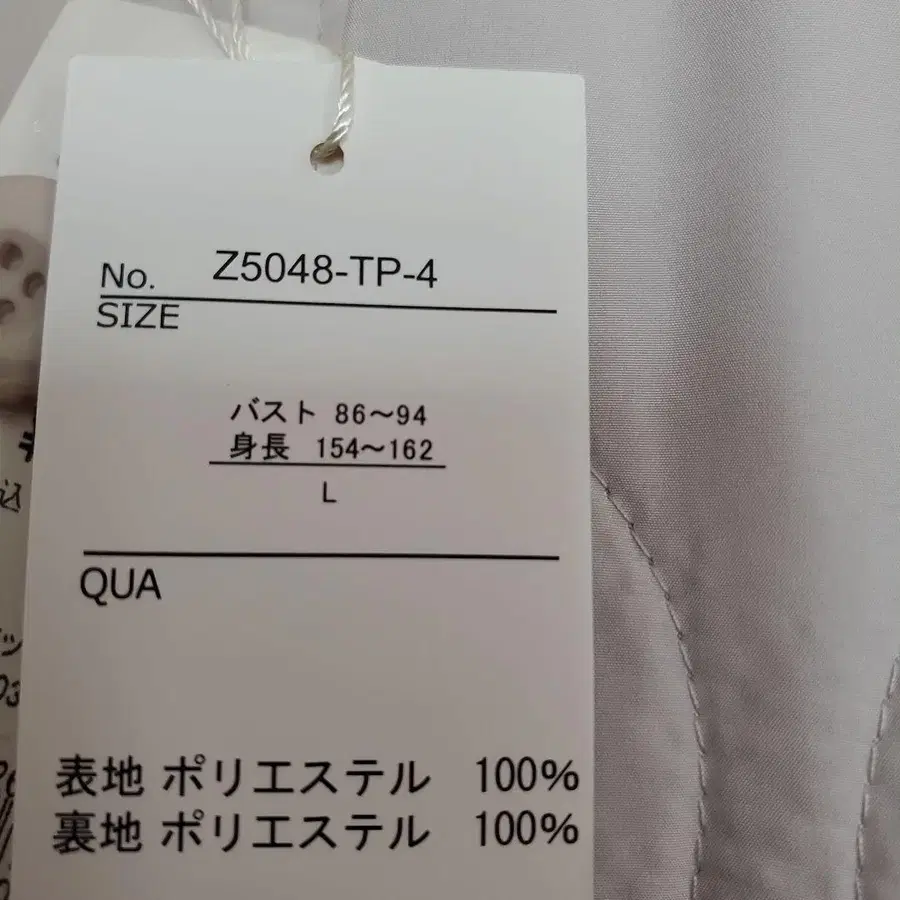 No. Z5048-TP-4
SIZE
バスト 86～94
身長 154～162
L
QUA
表地 ポリエステル 100%
裏地 ポリエステル 100%
込